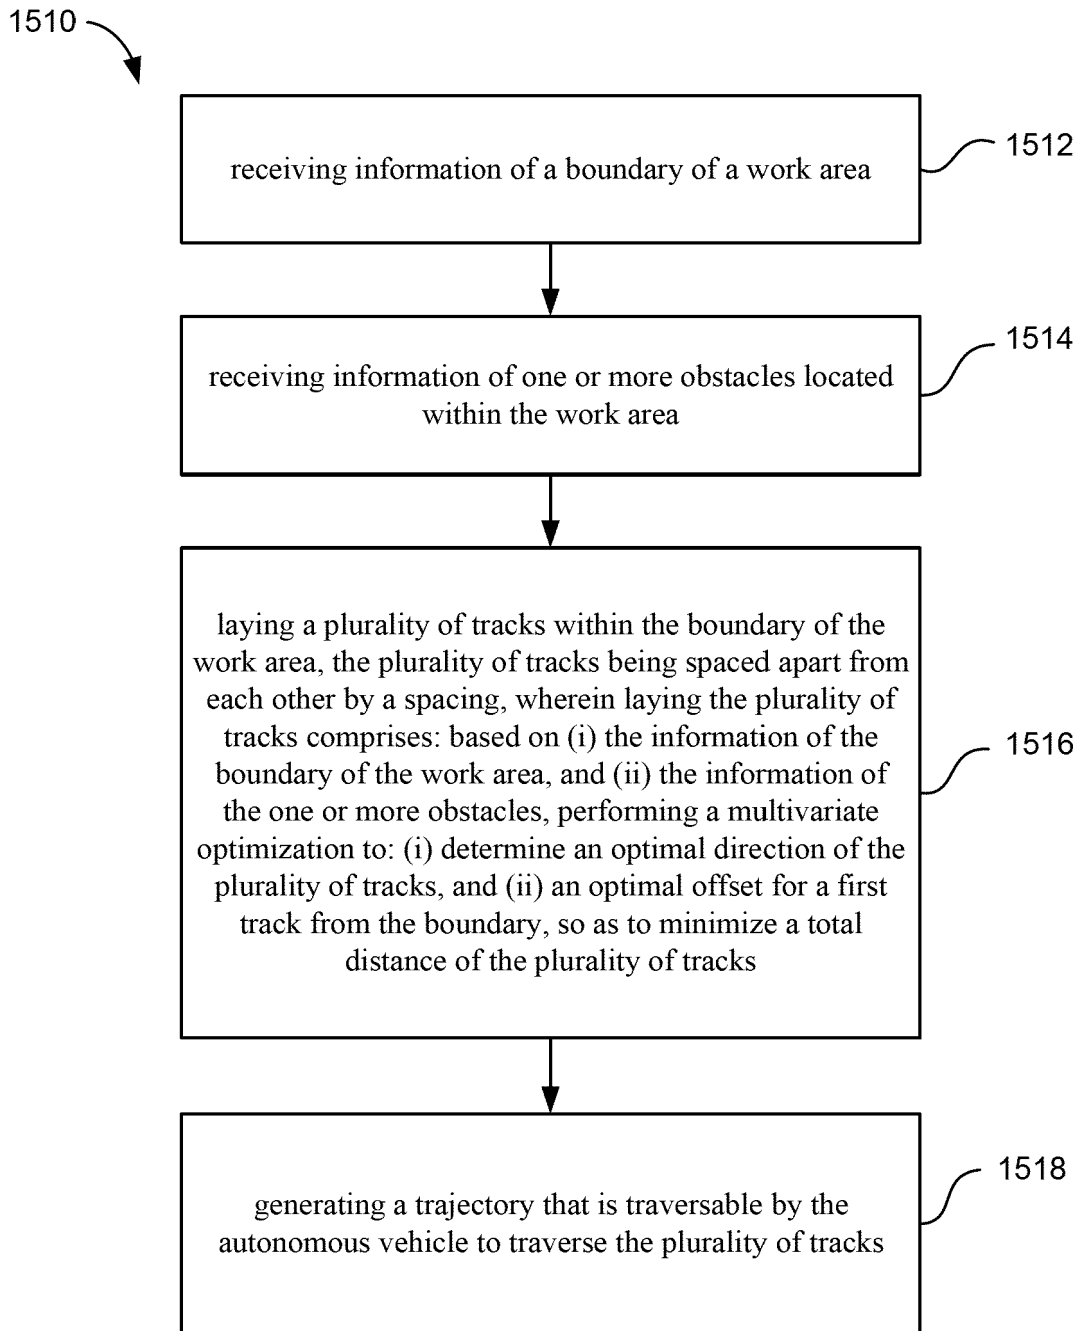 1510
receiving information of a boundary of a work area
1512
receiving information of one or more obstacles located
within the work area
1514
laying a plurality of tracks within the boundary of the
work area, the plurality of tracks being spaced apart from
each other by a spacing, wherein laying the plurality of
tracks comprises: based on (i) the information of the
boundary of the work area, and (ii) the information of
the one or more obstacles, performing a multivariate
optimization to: (i) determine an optimal direction of the
plurality of tracks, and (ii) an optimal offset for a first
track from the boundary, so as to minimize a total
distance of the plurality of tracks
1516
generating a trajectory that is traversable by the
autonomous vehicle to traverse the plurality of tracks
1518